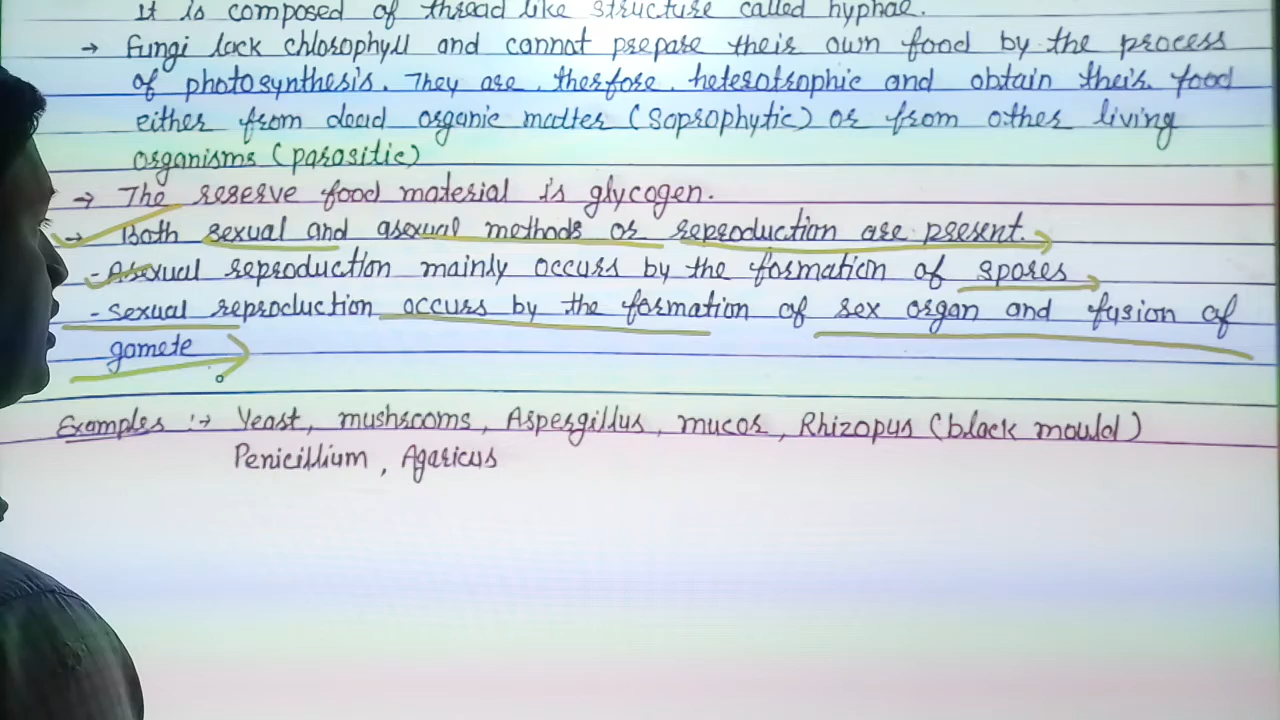 It is composed of thread like structure called hyphae.
→ Fungi lack chlorophyll and cannot prepare their own food by the process
of photosynthesis. They are, therfore, heterotrophic and obtain their food
either from dead organic matter (Saprophytic) or from other living
organisms (parasitic)
→ The reserve food material is glycogen.
→ Both sexual and asexual methods or reproduction are present.
- Asexual reproduction mainly occurs by the formation of spores
- Sexual reproduction occurs by the formation of sex organ and fusion of
gamete
Examples :→ Yeast, mushrooms, Aspergillus, mucor, Rhizopus (black mould)
Penicillium, Agaricus